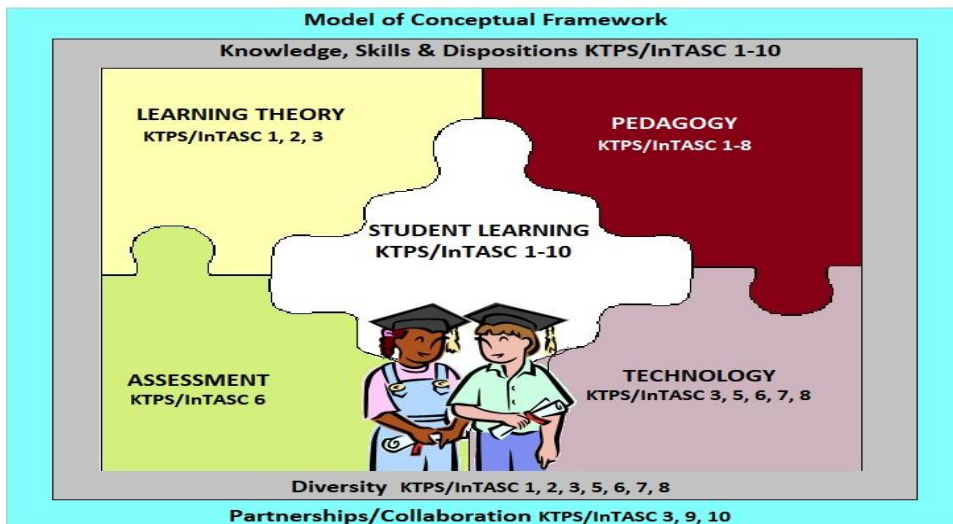 Model of Conceptual Framework
Knowledge, Skills & Dispositions KTPS/InTASC 1-10
LEARNING THEORY
KTPS/InTASC 1, 2, 3
PEDAGOGY
KTPS/InTASC 1-8
STUDENT LEARNING
KTPS/InTASC 1-10
ASSESSMENT
KTPS/InTASC 6
TECHNOLOGY
KTPS/InTASC 3, 5, 6, 7, 8
Diversity KTPS/InTASC 1, 2, 3, 5, 6, 7, 8
Partnerships/Collaboration KTPS/InTASC 3, 9, 10